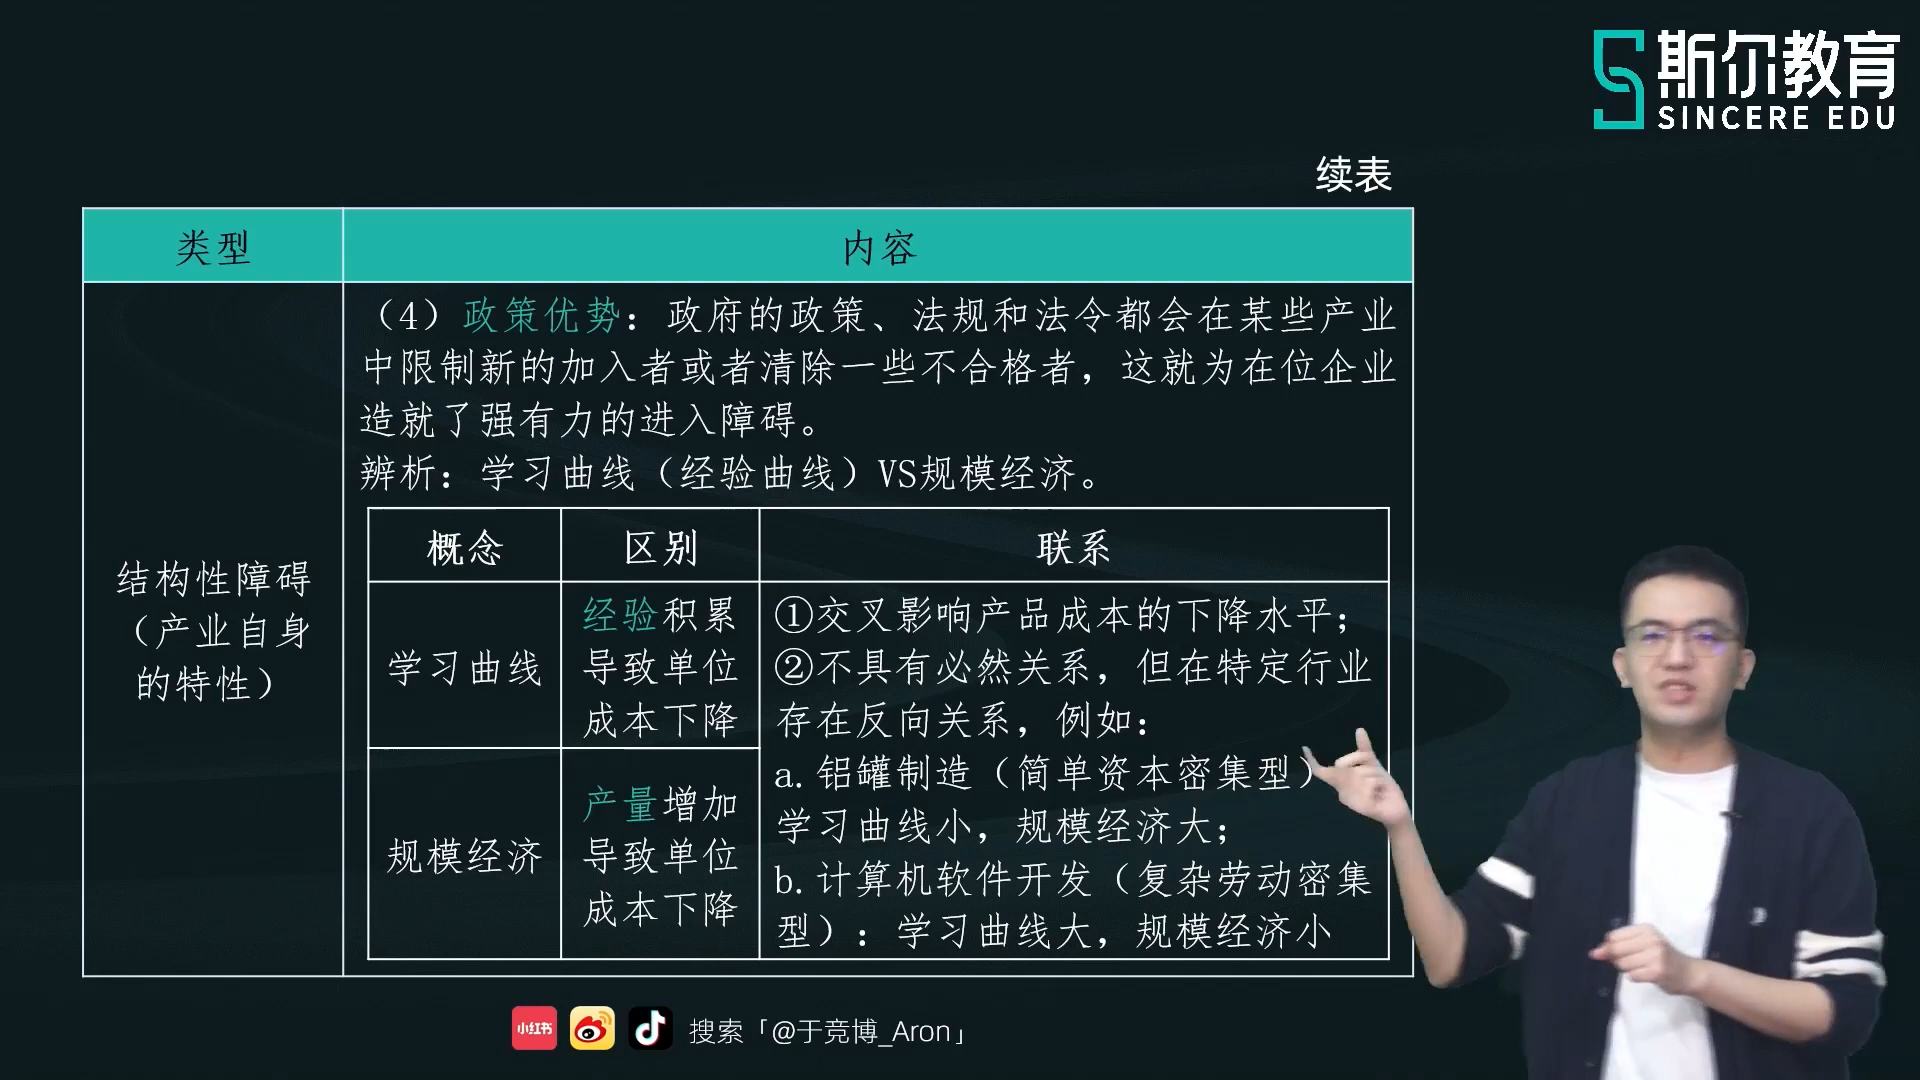 斯尔教育
SINCERE EDU
续表
类型
内容
结构性障碍
（产业自身
的特性）
（4）政策优势：政府的政策、法规和法令都会在某些产业
中限制新的加入者或者清除一些不合格者，这就为在位企业
造就了强有力的进入障碍。
辨析：学习曲线（经验曲线）VS规模经济。
概念
区别
联系
学习曲线
经验积累
导致单位
成本下降
规模经济
产量增加
导致单位
成本下降
①交叉影响产品成本的下降水平；
②不具有必然关系，但在特定行业
存在反向关系，例如：
a.铝罐制造（简单资本密集型）
学习曲线小，规模经济大；
b.计算机软件开发（复杂劳动密集
型）：学习曲线大，规模经济小
小红书
搜索「@于竞博_Aron」